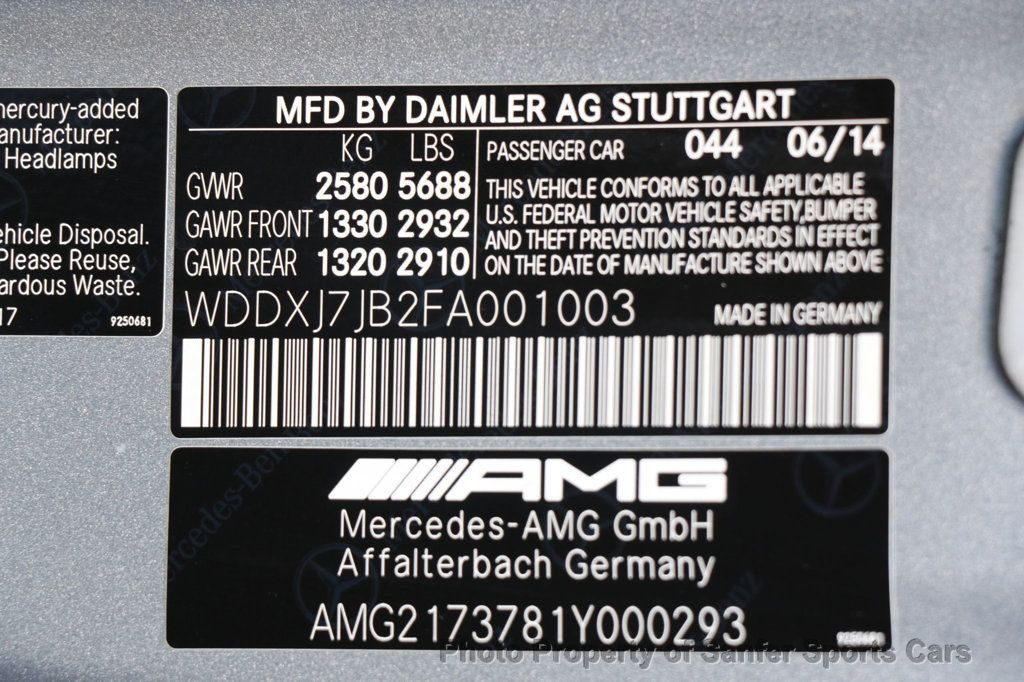 mercury-added
anufacturer:
Headlamps
ehicle Disposal.
Please Reuse,
ardous Waste.
17
9250681
MFD BY DAIMLER AG STUTTGART
KG LBS
GVWR 2580 5688
GAWR FRONT 1330 2932
GAWR REAR 1320 2910
PASSENGER CAR 044 06/14
THIS VEHICLE CONFORMS TO ALL APPLICABLE
U.S. FEDERAL MOTOR VEHICLE SAFETY,BUMPER
AND THEFT PREVENTION STANDARDS IN EFFECT
ON THE DATE OF MANUFACTURE SHOWN ABOVE
WDDXJ7JB2FA001003 MADE IN GERMANY
AMG
Mercedes-AMG GmbH
Affalterbach Germany
AMG2173781Y000293
Mercedes-Benz
Photo Property of Sanfer Sports Cars